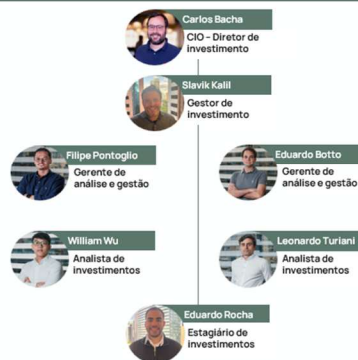 Carlos Bacha
CIO – Diretor de
investimento
Slavik Kalil
Gestor de
investimento
Filipe Pontoglio
Gerente de
análise e gestão
Eduardo Botto
Gerente de
análise e gestão
William Wu
Analista de
investimentos
Leonardo Turiani
Analista de
investimentos
Eduardo Rocha
Estagiário de
investimentos